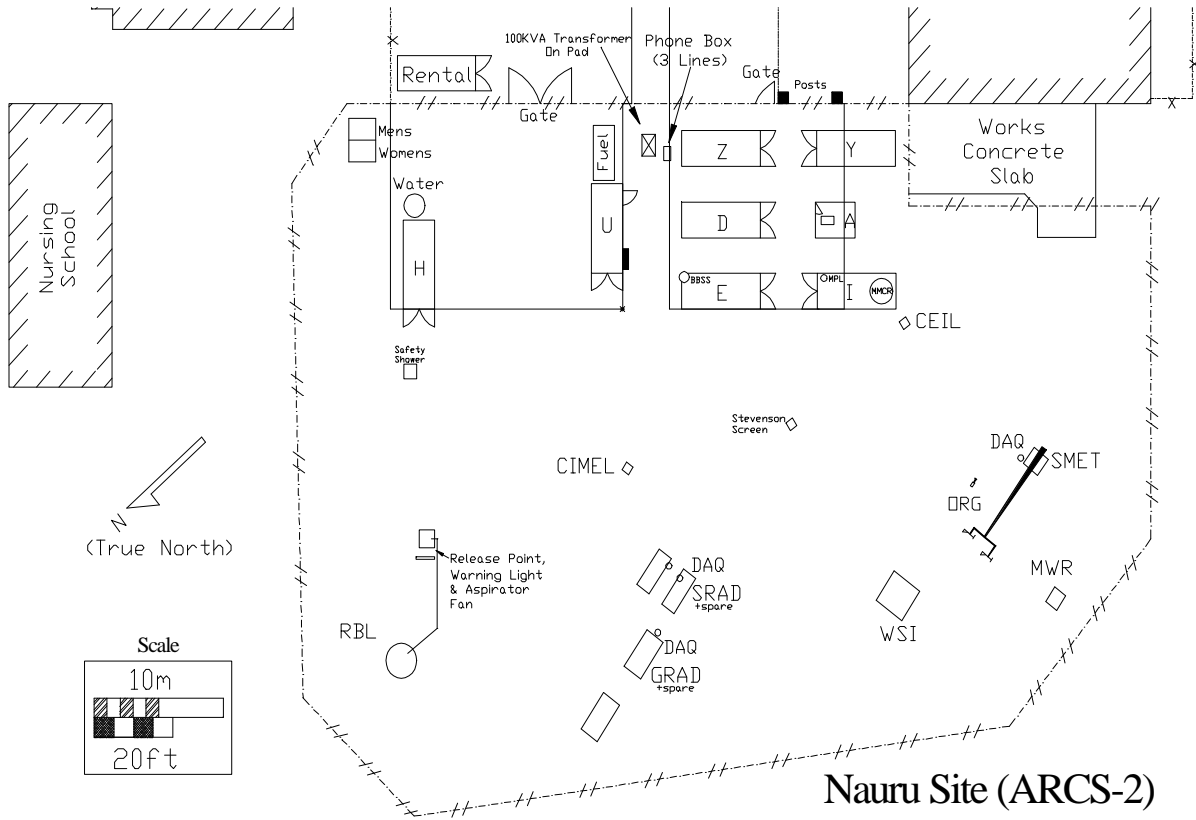 100KVA Transformer
On Pad
Phone Box
(3 Lines)
Rental
Gate
Gate
Posts
Mens
Womens
Fuel
Z
Y
Works
Concrete
Slab
Water
Nursing
School
U
D
A
H
BBSS
E
MPL
I
MMCR
CEIL
Safety
Shower
Stevenson
Screen
CIMEL
DAQ
SMET
ORG
N
(True North)
Release Point,
Warning Light
& Aspirator
Fan
DAQ
SRAD
+spare
MWR
WSI
RBL
DAQ
GRAD
+spare
Scale
10m
20ft
Nauru Site (ARCS-2)